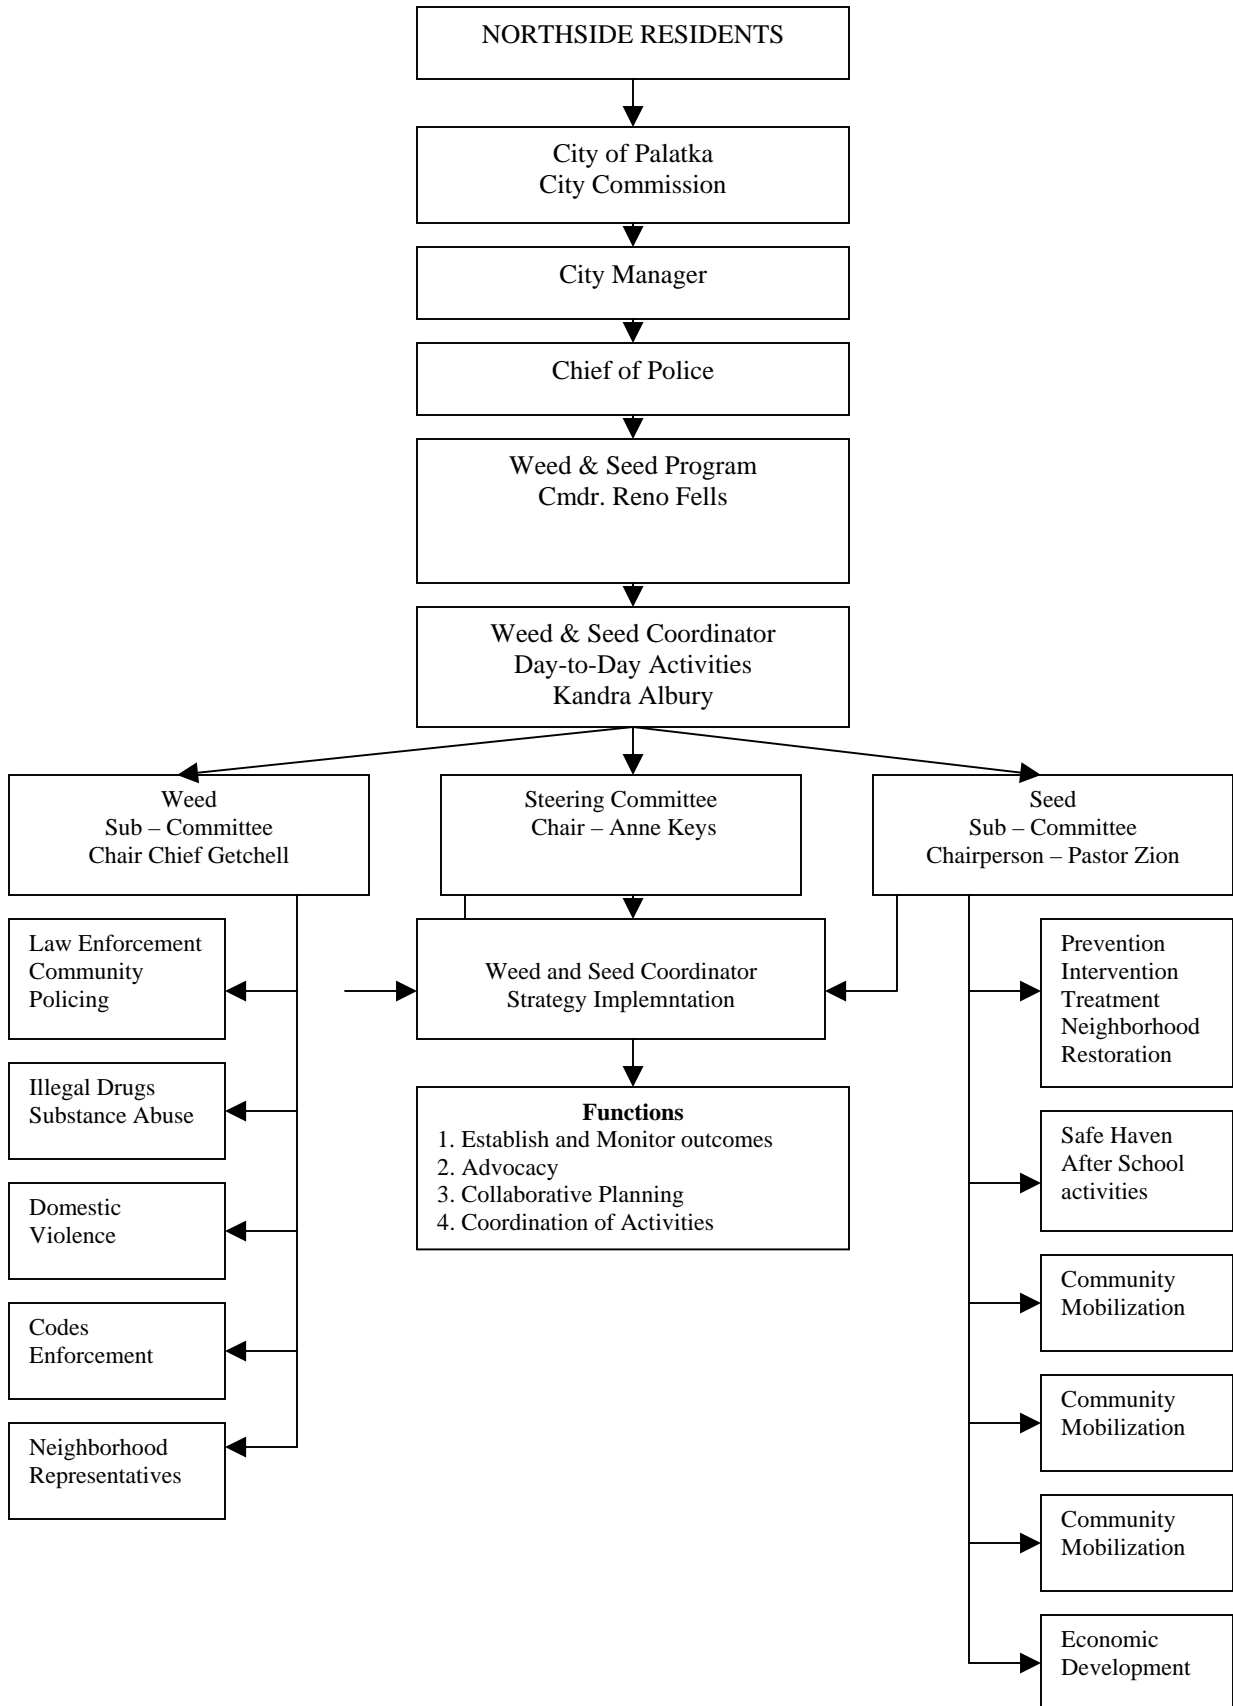 NORTHSIDE RESIDENTS
City of Palatka
City Commission
City Manager
Chief of Police
Weed & Seed Program
Cmdr. Reno Fells
Weed & Seed Coordinator
Day-to-Day Activities
Kandra Albury
Weed
Sub – Committee
Chair Chief Getchell
Steering Committee
Chair – Anne Keys
Seed
Sub – Committee
Chairperson – Pastor Zion
Law Enforcement
Community
Policing
Illegal Drugs
Substance Abuse
Domestic
Violence
Codes
Enforcement
Neighborhood
Representatives
Weed and Seed Coordinator
Strategy Implemntation
Functions
1. Establish and Monitor outcomes
2. Advocacy
3. Collaborative Planning
4. Coordination of Activities
Prevention
Intervention
Treatment
Neighborhood
Restoration
Safe Haven
After School
activities
Community
Mobilization
Community
Mobilization
Community
Mobilization
Economic
Development